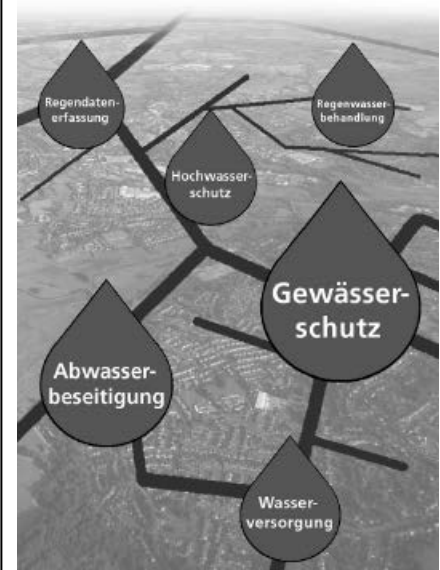 Regendaten-
erfassung
Regenwasser-
behandlung
Hochwasser-
schutz
Gewässer-
schutz
Abwasser-
beseitigung
Wasser-
versorgung